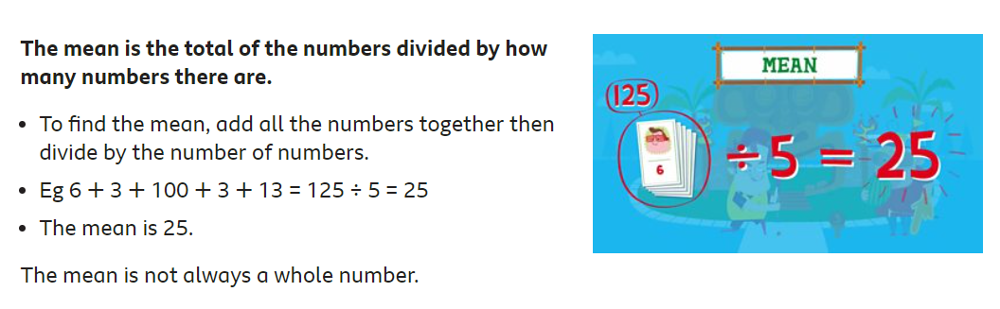 The mean is the total of the numbers divided by how
many numbers there are.
• To find the mean, add all the numbers together then
divide by the number of numbers.
• Eg 6 + 3 + 100 + 3 + 13 = 125 ÷ 5 = 25
• The mean is 25.
The mean is not always a whole number.
MEAN
125
6
÷ 5 = 25